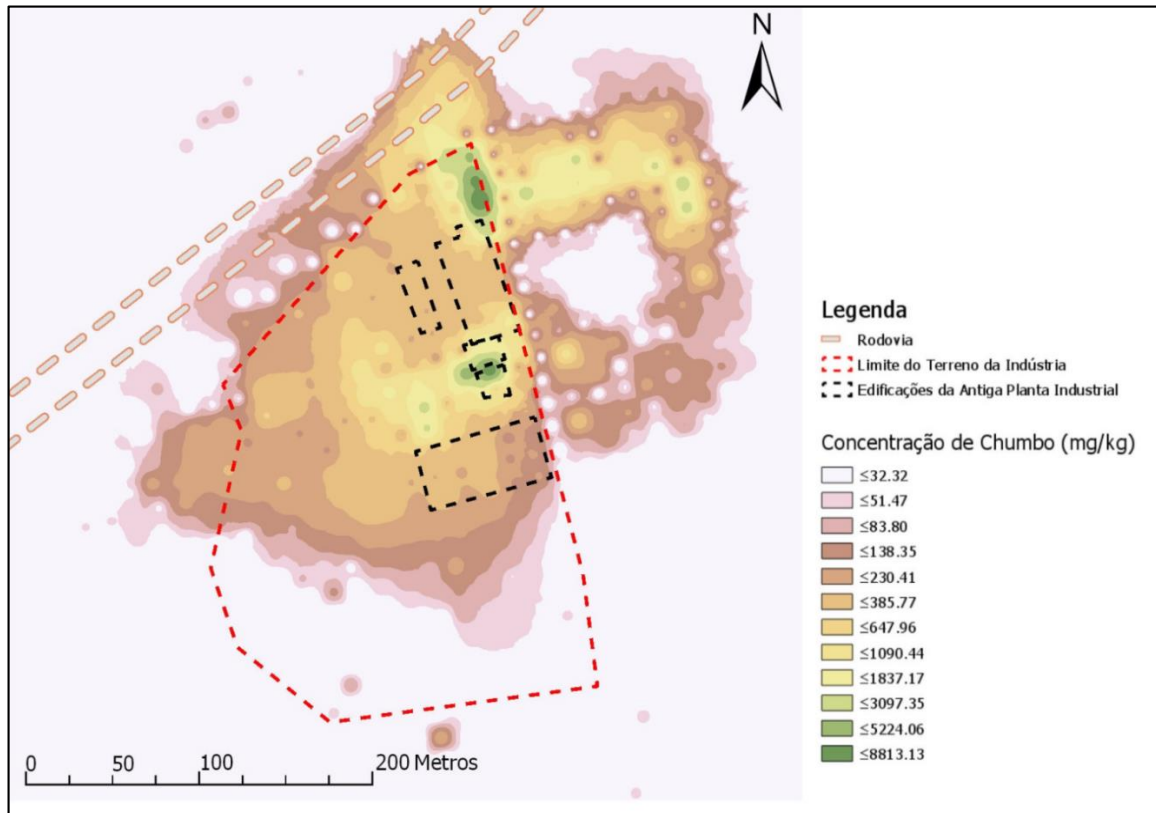 N
Legenda
Rodovia
Limite do Terreno da Indústria
Edificações da Antiga Planta Industrial
Concentração de Chumbo (mg/kg)
≤32.32
≤51.47
≤83.80
≤138.35
≤230.41
≤385.77
≤647.96
≤1090.44
≤1837.17
≤3097.35
≤5224.06
≤8813.13
0 50 100 200 Metros